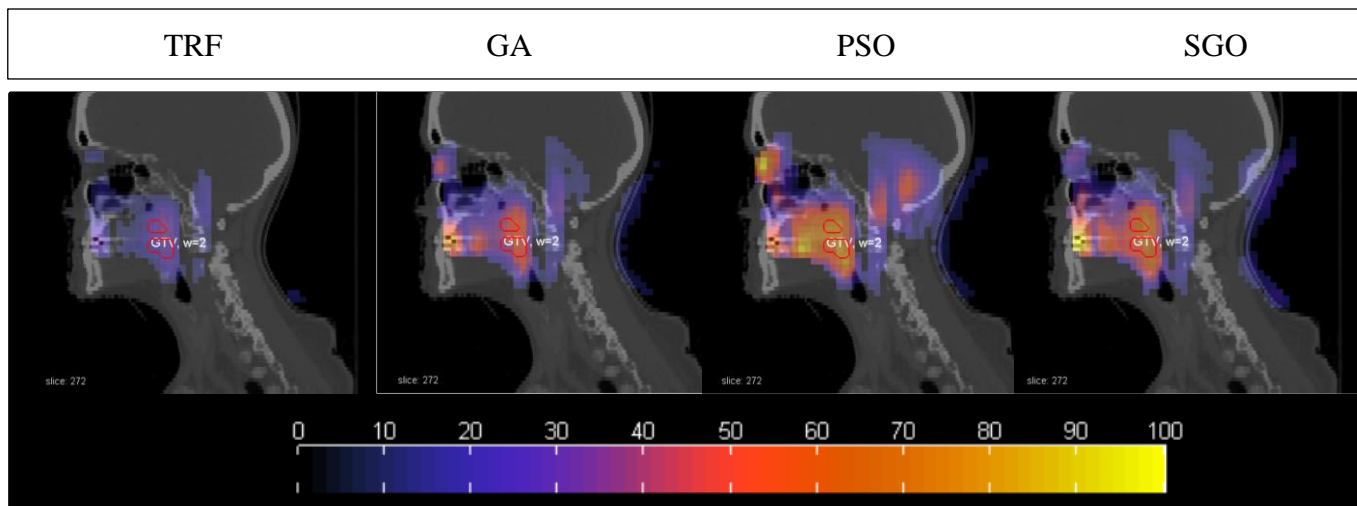 TRF GA PSO SGO
GTV, w=2 GTV, w=2 GTV, w=2 GTV, w=2
slice: 272 slice: 272 slice: 272 slice: 272
0 10 20 30 40 50 60 70 80 90 100